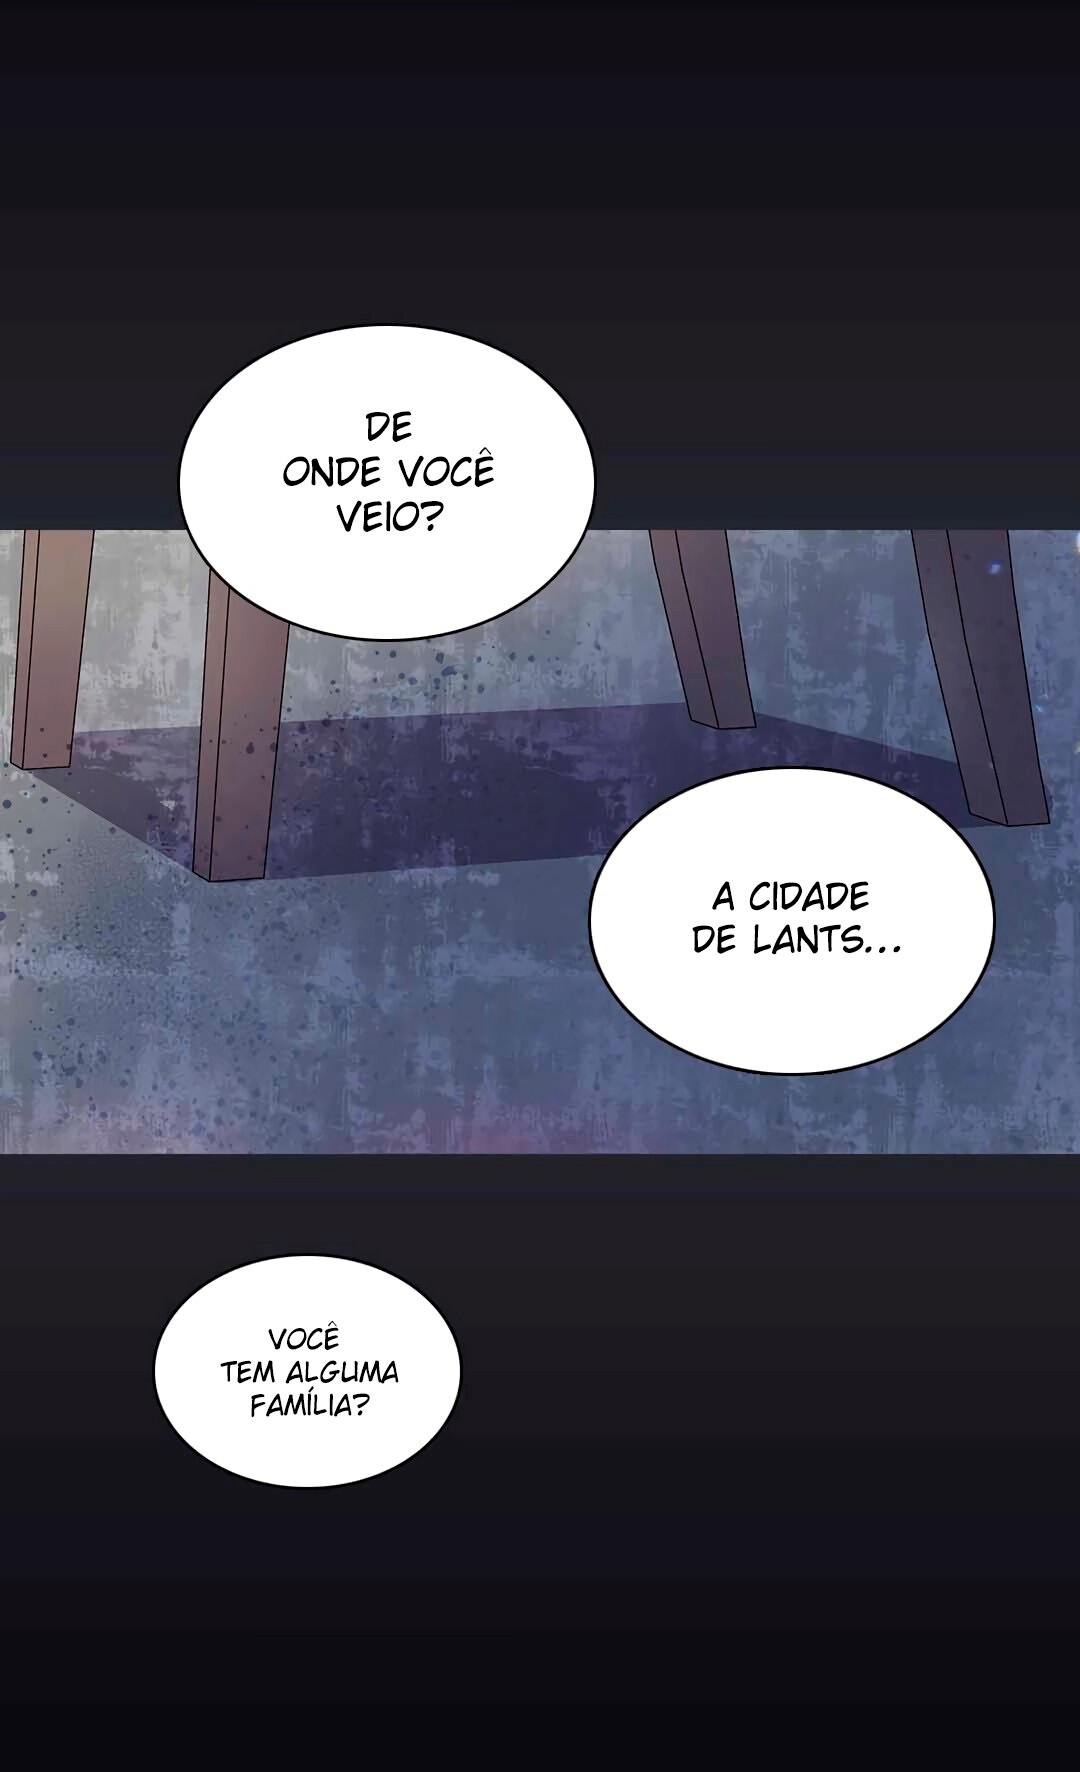 DE
ONDE VOCÊ
VEIO?
A CIDADE
DE LANTS...
VOCÊ
TEM ALGUMA
FAMÍLIA?